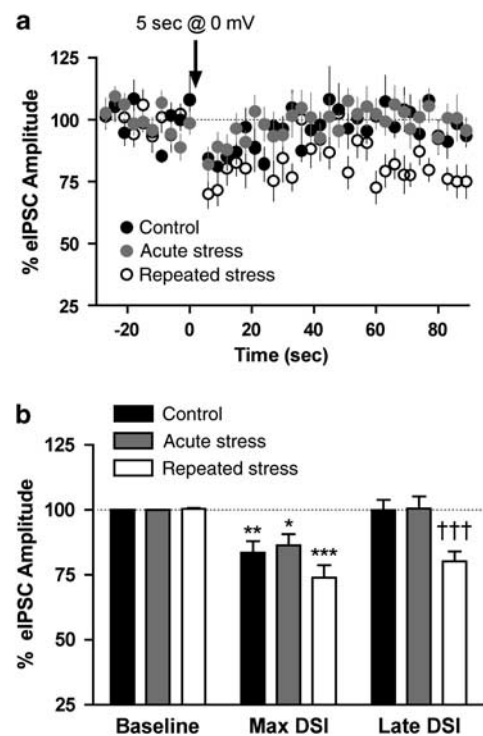 a
5 sec @ 0 mV
125
100
75
50
25
% eIPSC Amplitude
Control
Acute stress
Repeated stress
-20 0 20 40 60 80
Time (sec)
b
Control
Acute stress
Repeated stress
125
100
75
50
25
% eIPSC Amplitude
** * ***
†††
Baseline Max DSI Late DSI